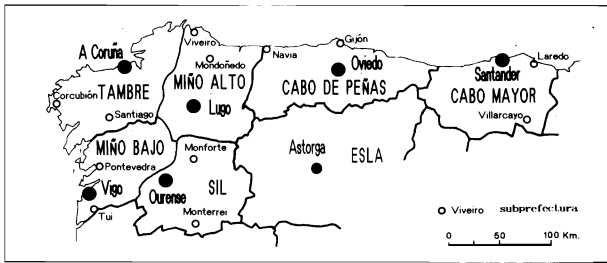 Viveiro
Gijón
A Coruña
Mondoñedo
Navia
Oviedo
Santander
Laredo
MIÑO ALTO
CABO DE PEÑAS
CABO MAYOR
Corcubión
TAMBRE
Lugo
Santiago
Villarcayo
MIÑO BAJO
Monforte
Astorga
ESLA
Pontevedra
Vigo
Ourense
SIL
Tui
Monterrei
Viveiro subprefectura
0 50 100 Km.